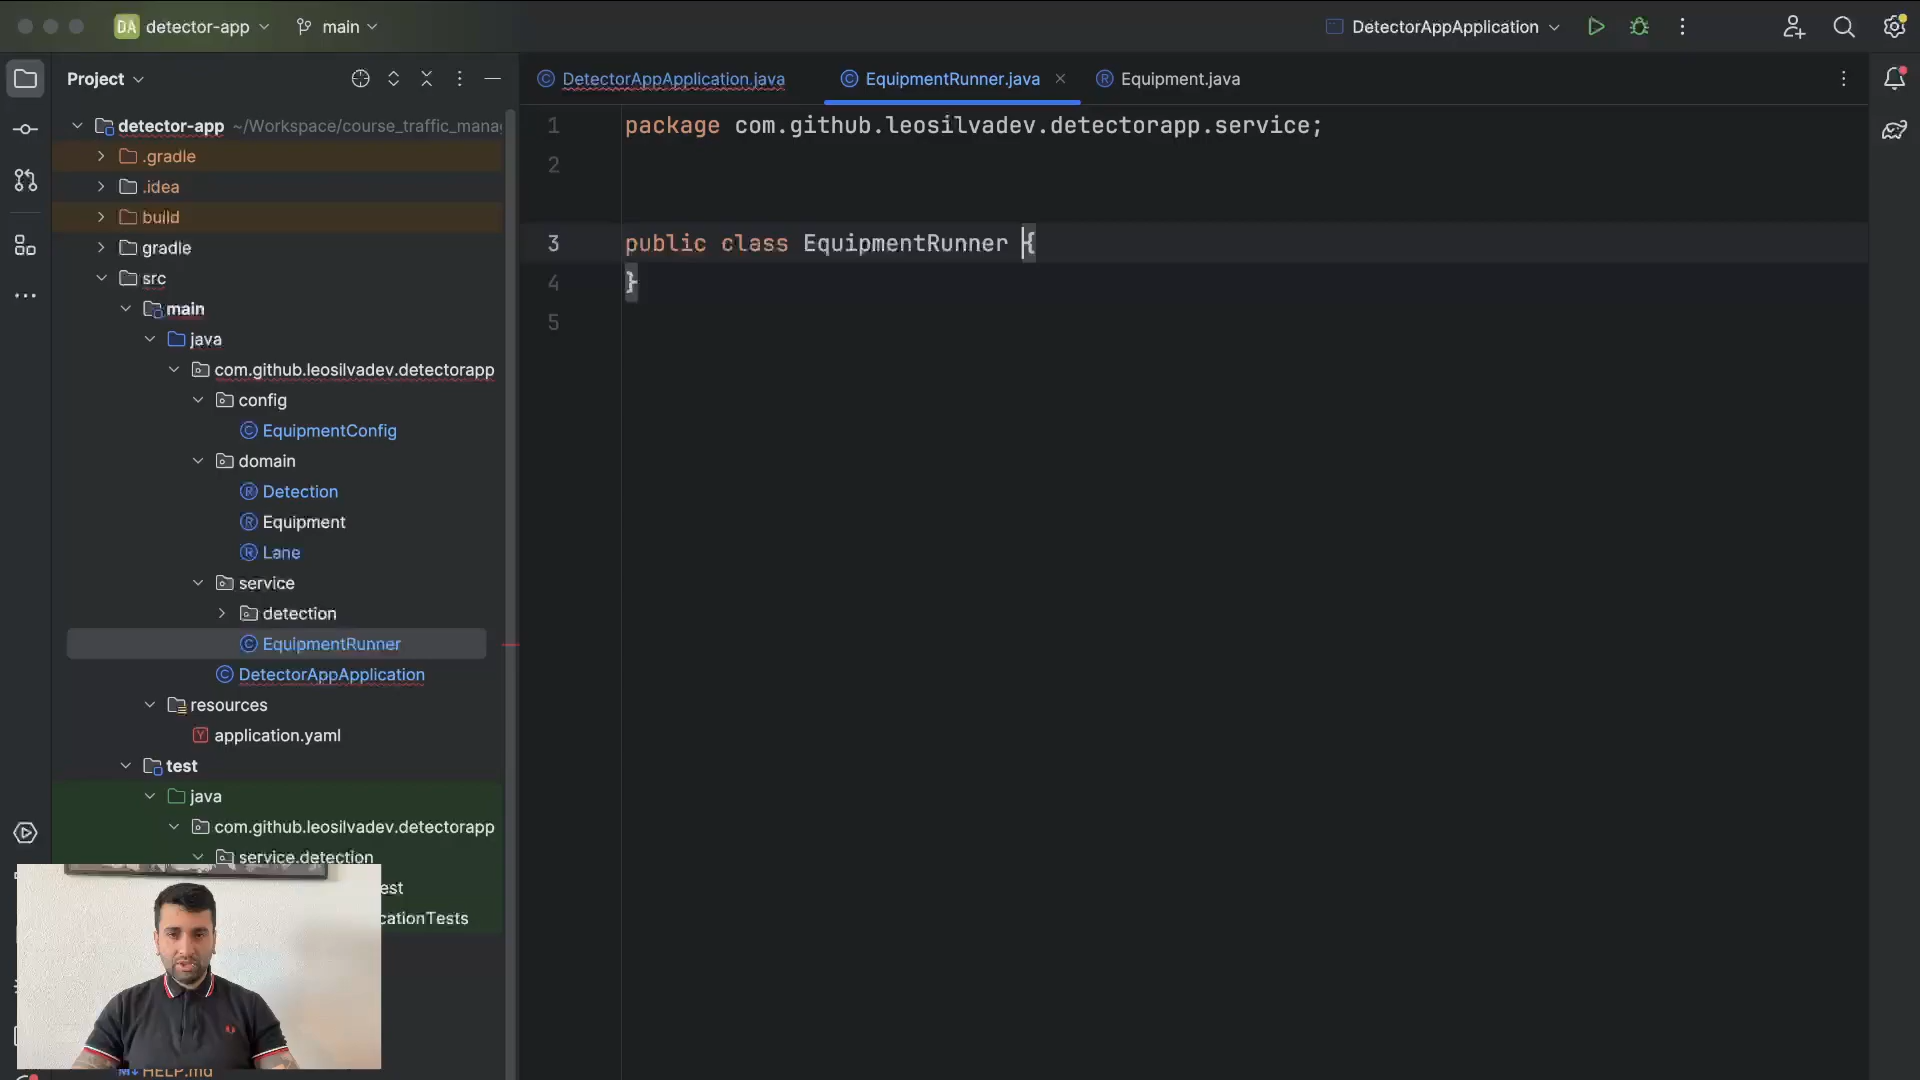 DA detector-app main DetectorAppApplication
Project
DetectorAppApplication.java EquipmentRunner.java Equipment.java
detector-app ~/Workspace/course_traffic_mana
.gradle
.idea
build
gradle
src
main
java
com.github.leosilvadev.detectorapp
config
EquipmentConfig
domain
Detection
Equipment
Lane
service
detection
EquipmentRunner
DetectorAppApplication
resources
application.yaml
test
java
com.github.leosilvadev.detectorapp
service.detection
est
cationTests
HELP.md
1 package com.github.leosilvadev.detectorapp.service;
2
3 public class EquipmentRunner {
4 }
5